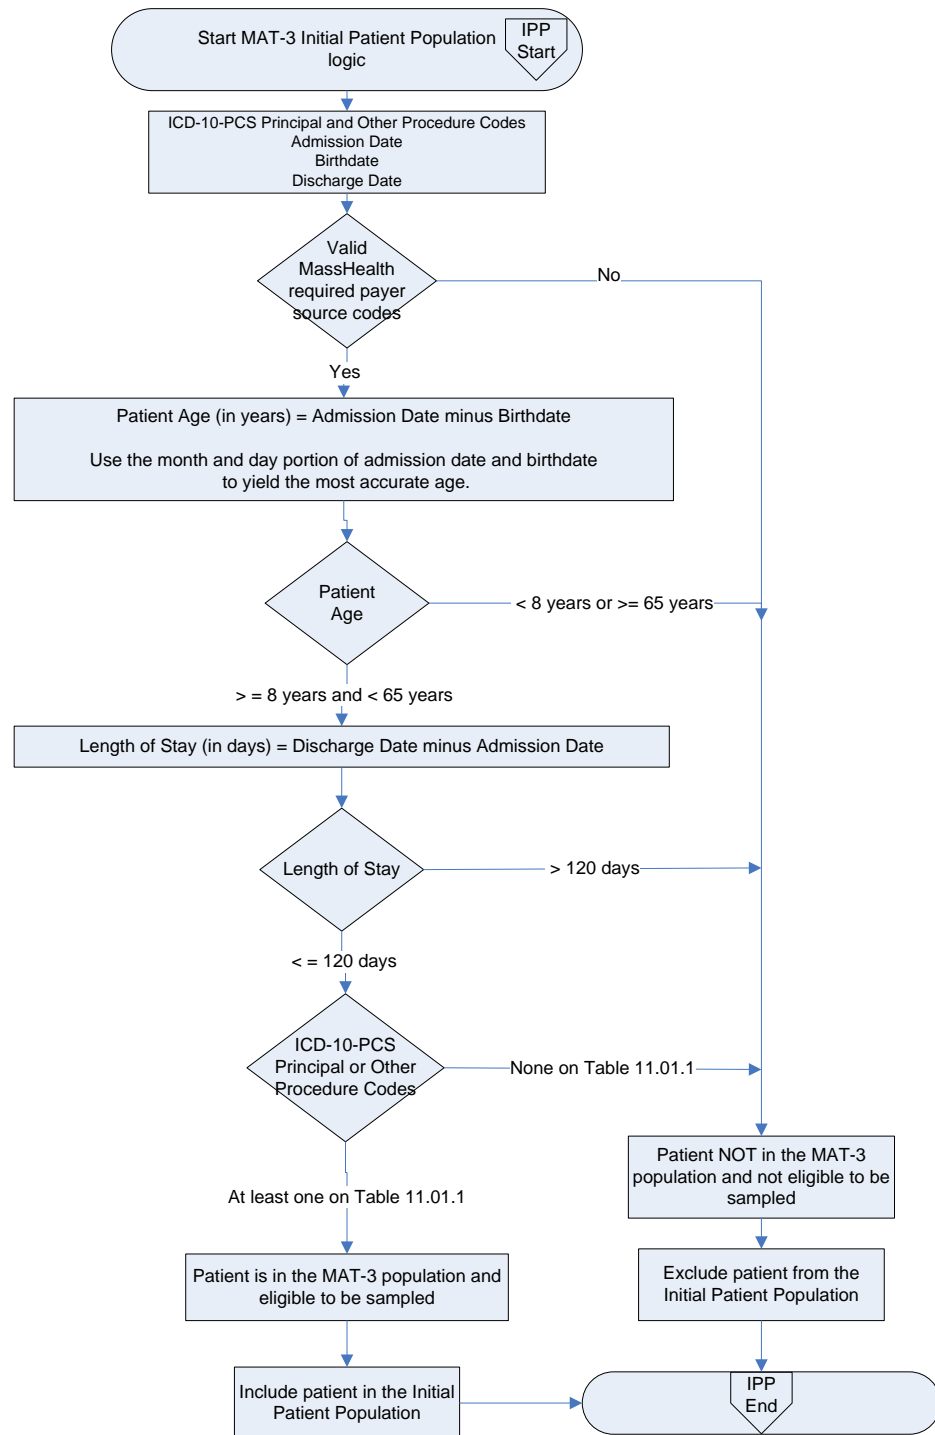 Start MAT-3 Initial Patient Population
logic
IPP
Start
ICD-10-PCS Principal and Other Procedure Codes
Admission Date
Birthdate
Discharge Date
Valid
MassHealth
required payer
source codes
No
Yes
Patient Age (in years) = Admission Date minus Birthdate
Use the month and day portion of admission date and birthdate
to yield the most accurate age.
Patient
Age
< 8 years or >= 65 years
> = 8 years and < 65 years
Length of Stay (in days) = Discharge Date minus Admission Date
Length of Stay
> 120 days
< = 120 days
ICD-10-PCS
Principal or Other
Procedure Codes
None on Table 11.01.1
At least one on Table 11.01.1
Patient NOT in the MAT-3
population and not eligible to be
sampled
Patient is in the MAT-3 population and
eligible to be sampled
Exclude patient from the
Initial Patient Population
Include patient in the Initial
Patient Population
IPP
End